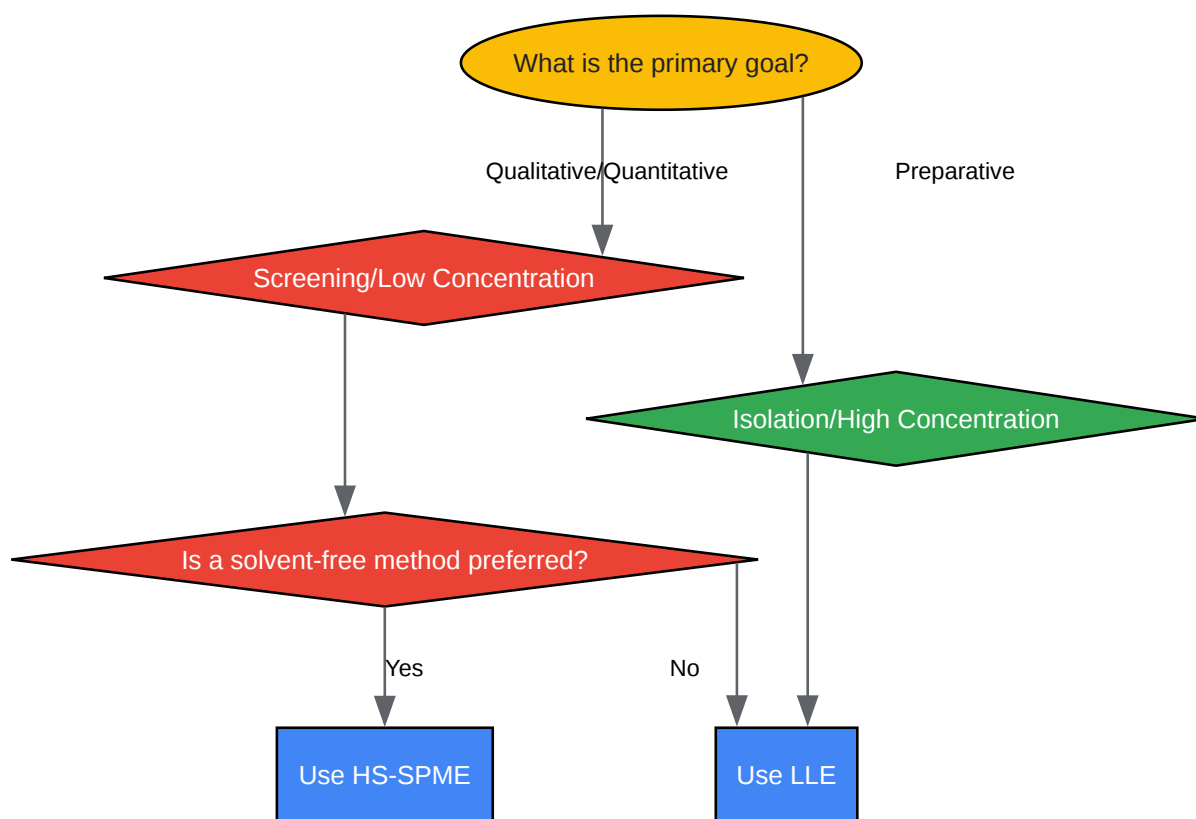 What is the primary goal?
Qualitative/Quantitative
Preparative
Screening/Low Concentration
Isolation/High Concentration
Is a solvent-free method preferred?
Yes
No
Use HS-SPME
Use LLE